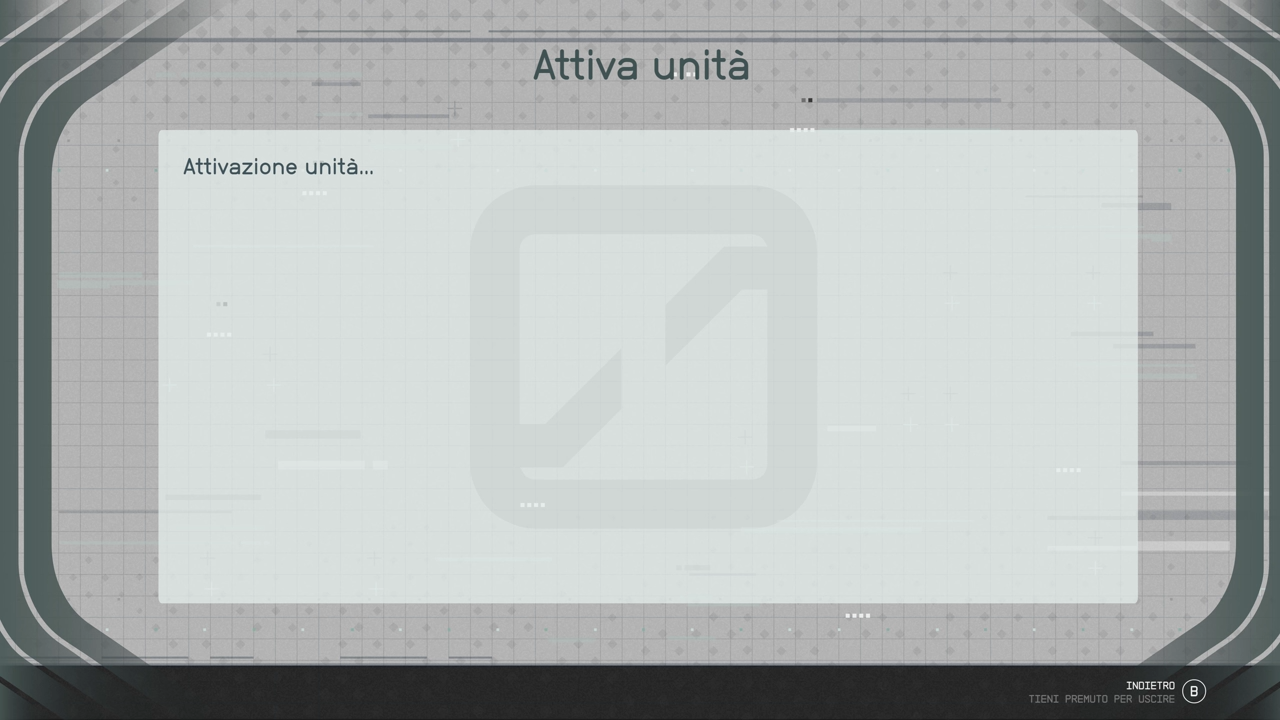 Attiva unità
Attivazione unità...
INDIETRO
TIENI PREMUTO PER USCIRE
B